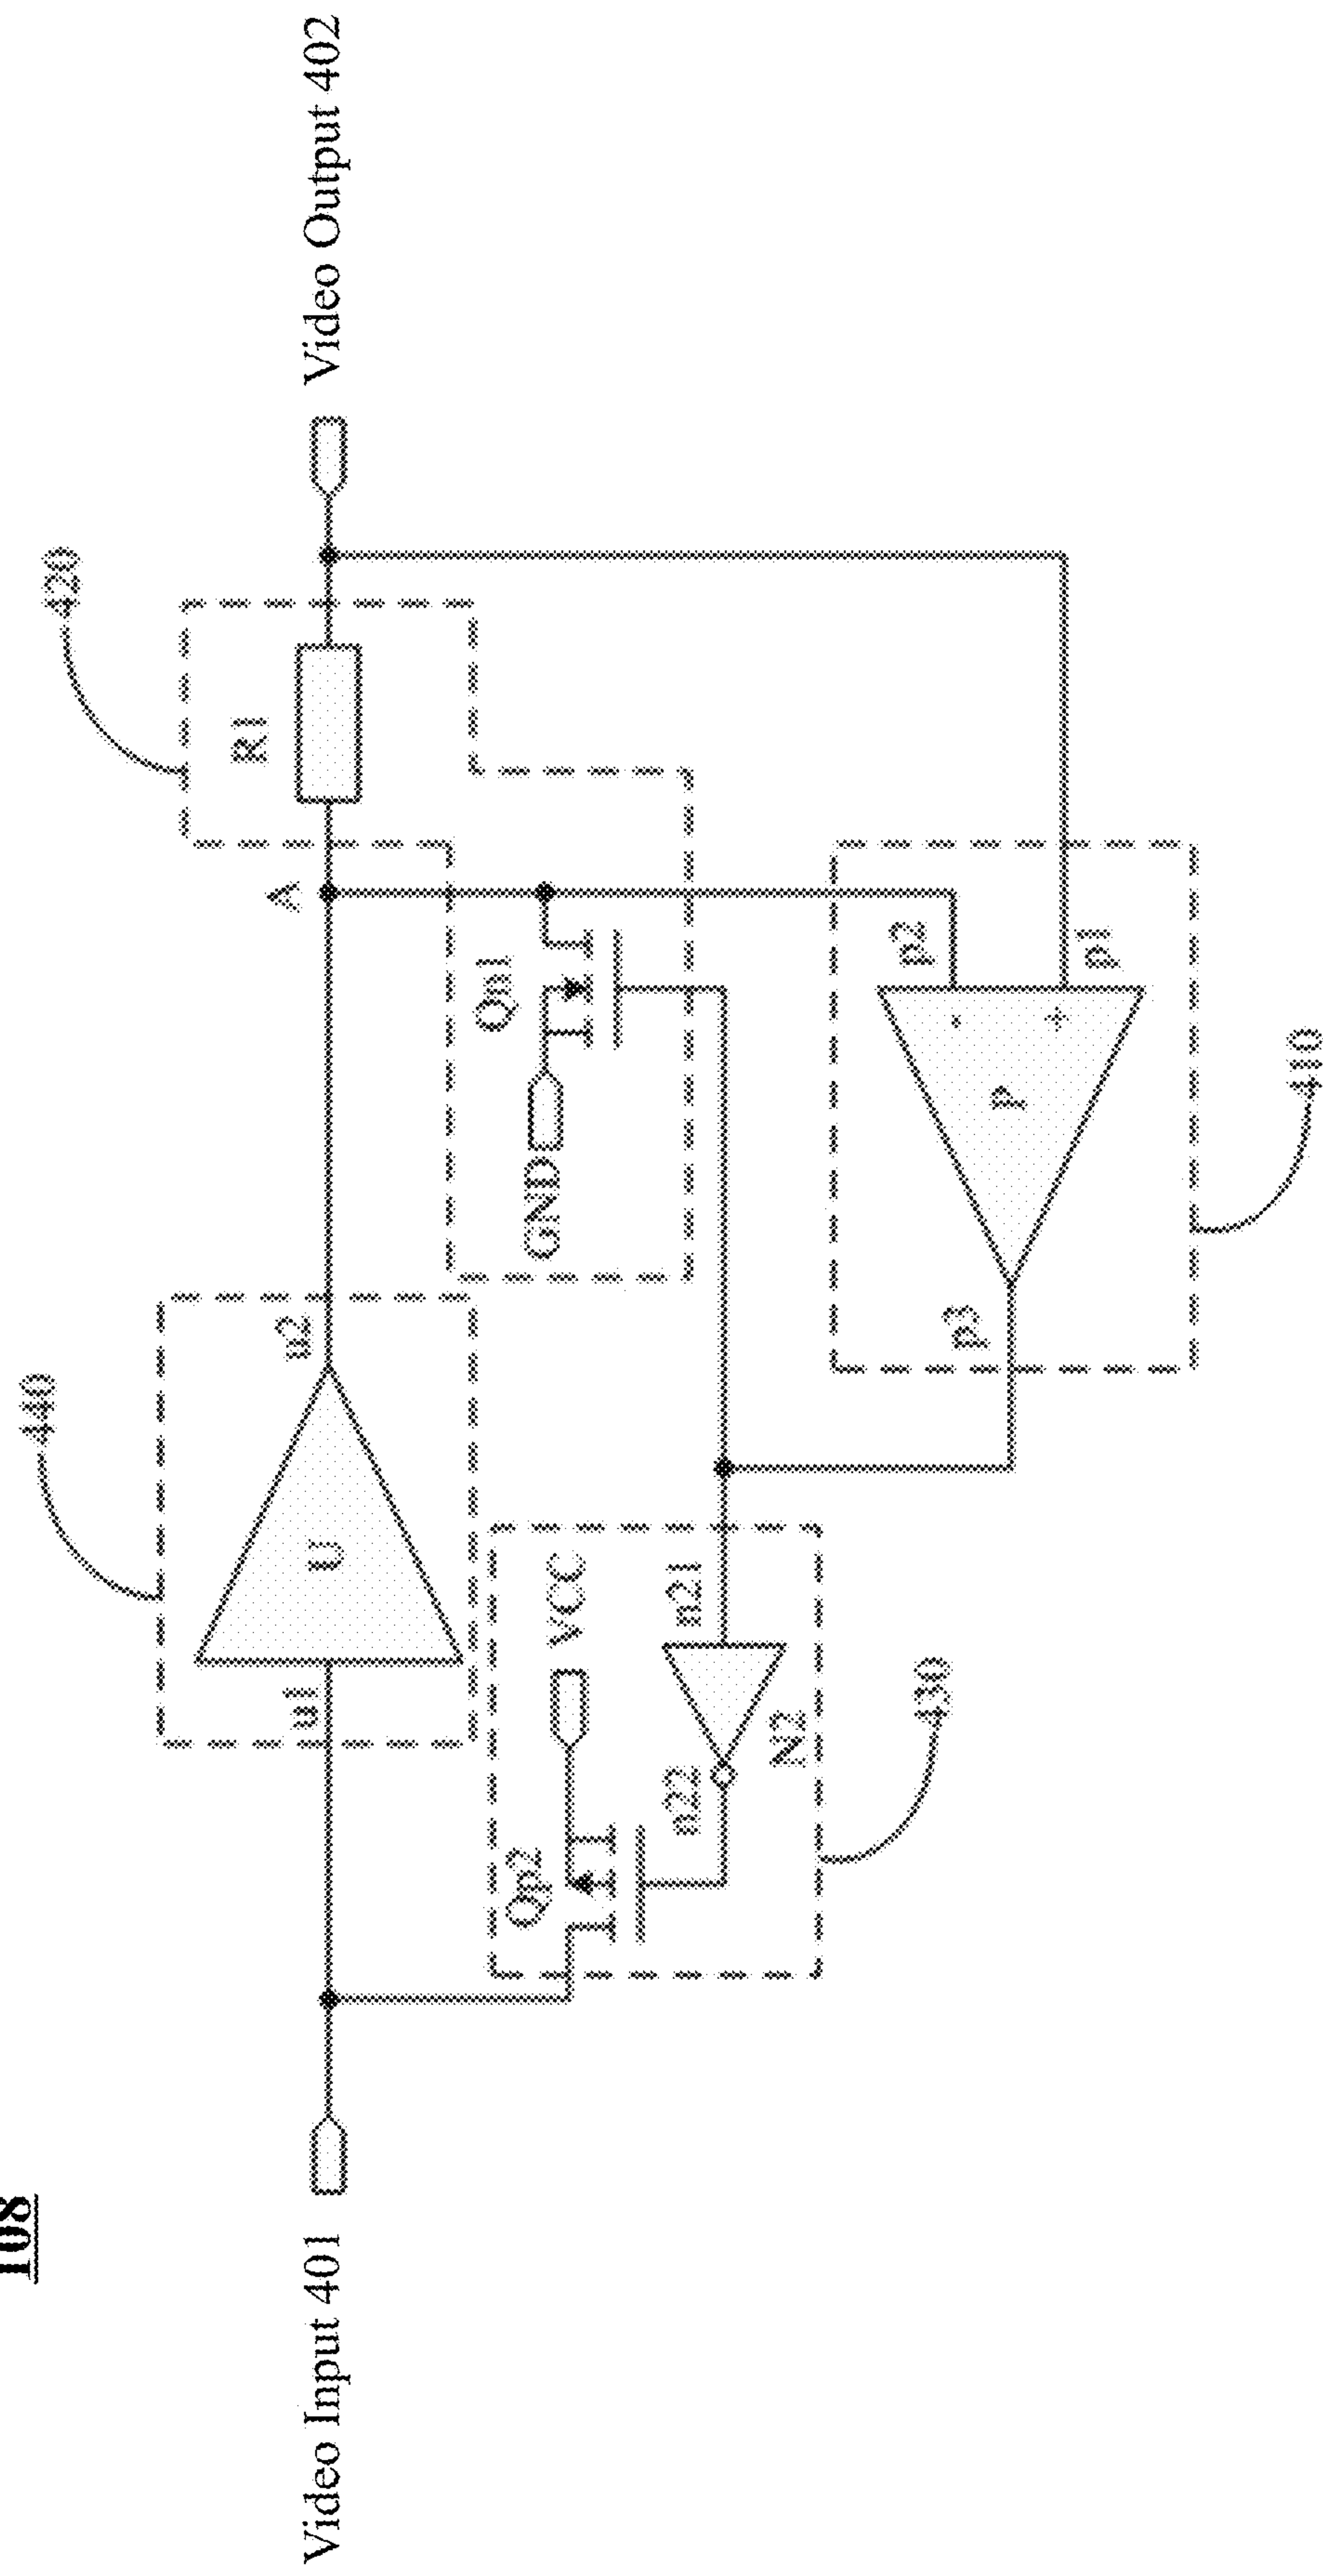 108
440
420
Video Input 401
u1
U
u2
A
R1
Video Output 402
Qp2
VCC
GND
Qn1
n22
N2
n21
p3
P
p2
-
+
p1
430
410